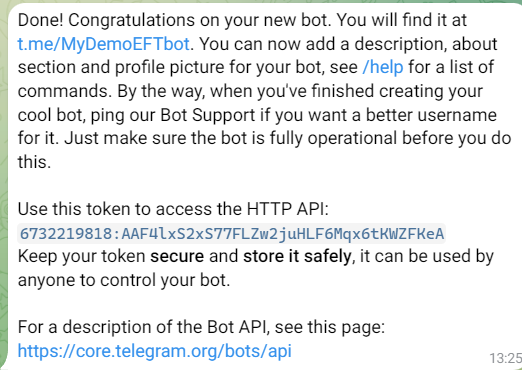 Done! Congratulations on your new bot. You will find it at
t.me/MyDemoEFTbot. You can now add a description, about
section and profile picture for your bot, see /help for a list of
commands. By the way, when you've finished creating your
cool bot, ping our Bot Support if you want a better username
for it. Just make sure the bot is fully operational before you do
this.

Use this token to access the HTTP API:
6732219818:AAF4lxS2xS77FLZw2juHLF6Mqx6tKWZFKeA
Keep your token secure and store it safely, it can be used by
anyone to control your bot.

For a description of the Bot API, see this page:
https://core.telegram.org/bots/api
13:25